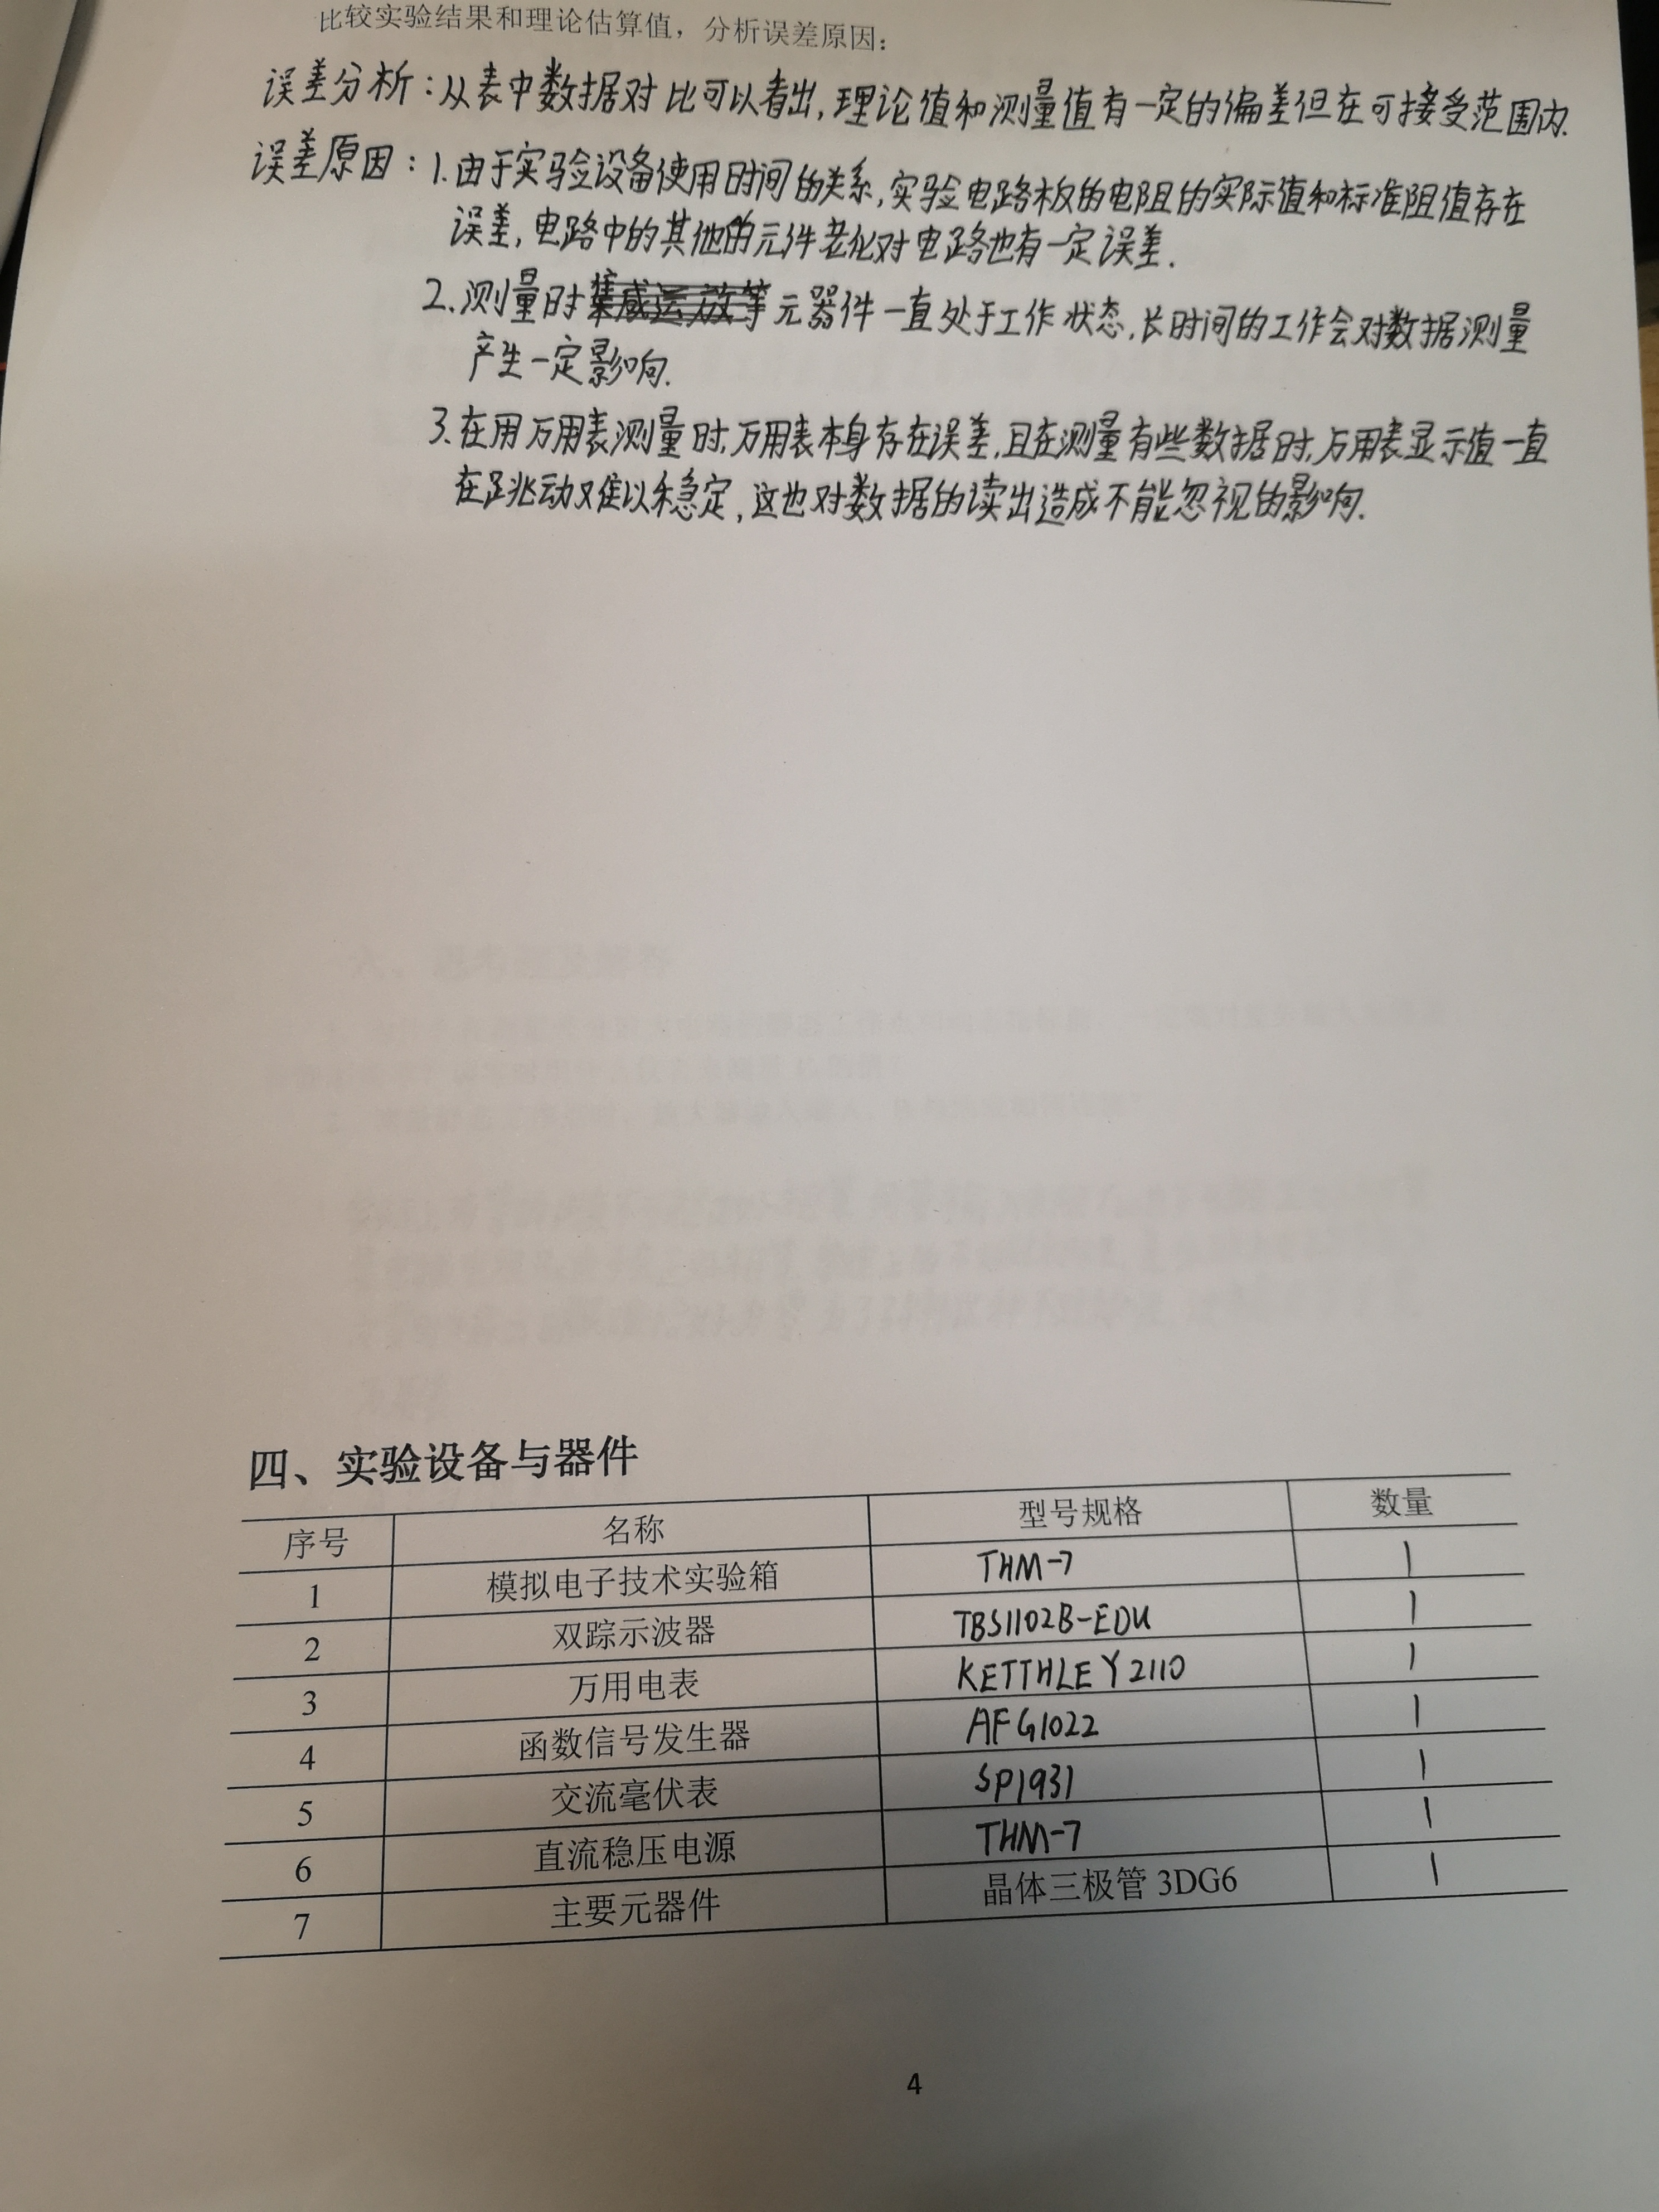 比较实验结果和理论估算值，分析误差原因：
误差分析：从表中数据对比可以看出，理论值和测量值有一定的偏差但在可接受范围内.
误差原因：1.由于实验设备使用时间的关系，实验电路板的电阻的实际值和标准阻值存在
误差，电路中的其他的元件老化对电路也有一定误差.
2.测量时集成运放等元器件一直处于工作状态，长时间的工作会对数据测量
产生一定影响.
3.在用万用表测量时，万用表本身存在误差，且在测量有些数据时，万用表显示值一直
在跳动难以稳定，这也对数据的读出造成不能忽视的影响.
四、实验设备与器件
序号 名称 型号规格 数量
1 模拟电子技术实验箱 THM-7 1
2 双踪示波器 TBS1102B-EDU 1
3 万用电表 KETTHLEY2110 1
4 函数信号发生器 AFG1022 1
5 交流毫伏表 SP1931 1
6 直流稳压电源 THM-7 1
7 主要元器件 晶体三极管 3DG6 1
4